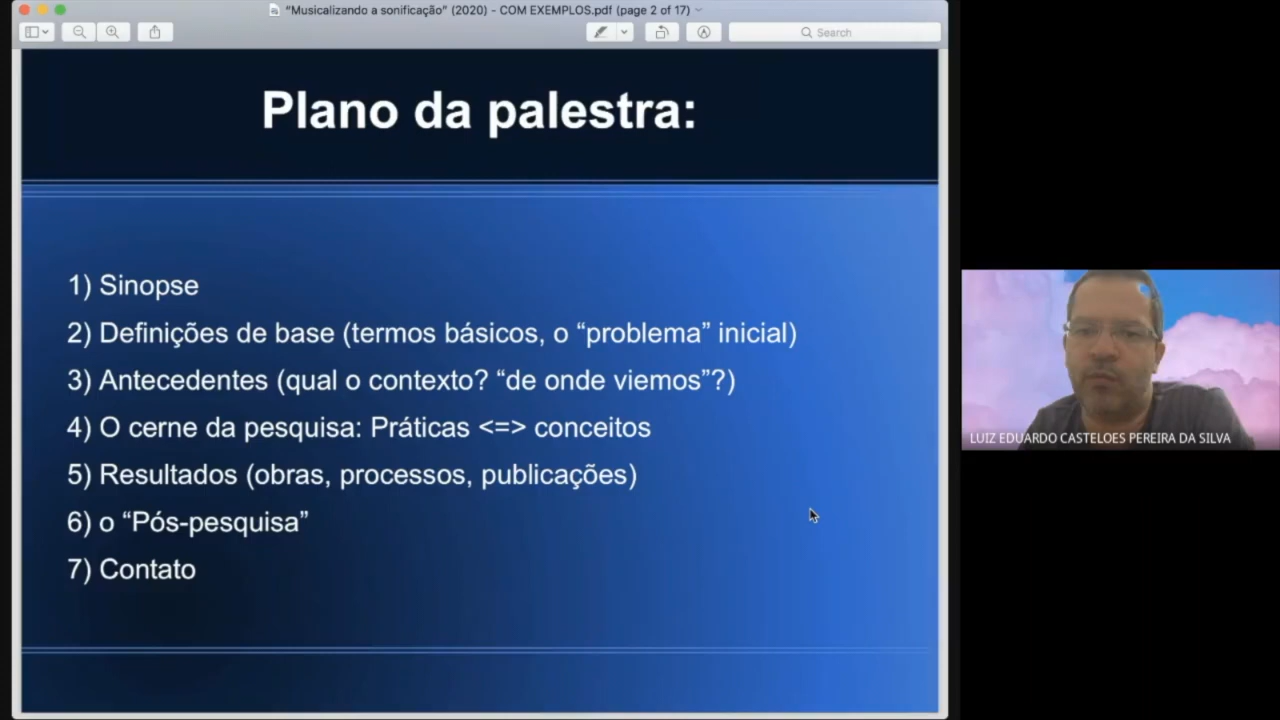 “Musicalizando a sonificação” (2020) - COM EXEMPLOS.pdf (page 2 of 17)
Search
Plano da palestra:
1) Sinopse
2) Definições de base (termos básicos, o “problema” inicial)
3) Antecedentes (qual o contexto? “de onde viemos”?)
4) O cerne da pesquisa: Práticas <=> conceitos
5) Resultados (obras, processos, publicações)
6) o “Pós-pesquisa”
7) Contato
LUIZ EDUARDO CASTELOES PEREIRA DA SILVA